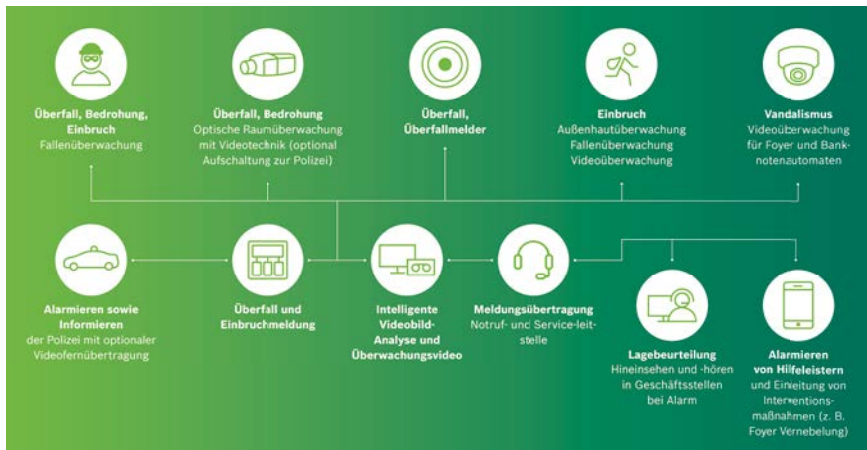 Überfall, Bedrohung,
Einbruch
Fallenüberwachung
Überfall, Bedrohung
Optische Raumüberwachung
mit Videotechnik (optional
Aufschaltung zur Polizei)
Überfall,
Überfallmelder
Einbruch
Außenhautüberwachung
Fallenüberwachung
Videoüberwachung
Vandalismus
Videoüberwachung
für Foyer und Bank-
notenautomaten
Alarmieren sowie
Informieren
der Polizei mit optionaler
Videofernübertragung
Überfall und
Einbruchmeldung
Intelligente
Videobild-
Analyse und
Überwachungsvideo
Meldungsübertragung
Notruf- und Service-leit-
stelle
Lagebeurteilung
Hineinsehen und -hören
in Geschäftsstellen
bei Alarm
Alarmieren
von Hilfeleistern
und Einleitung von
Interventions-
maßnahmen (z. B.
Foyer Vernebelung)